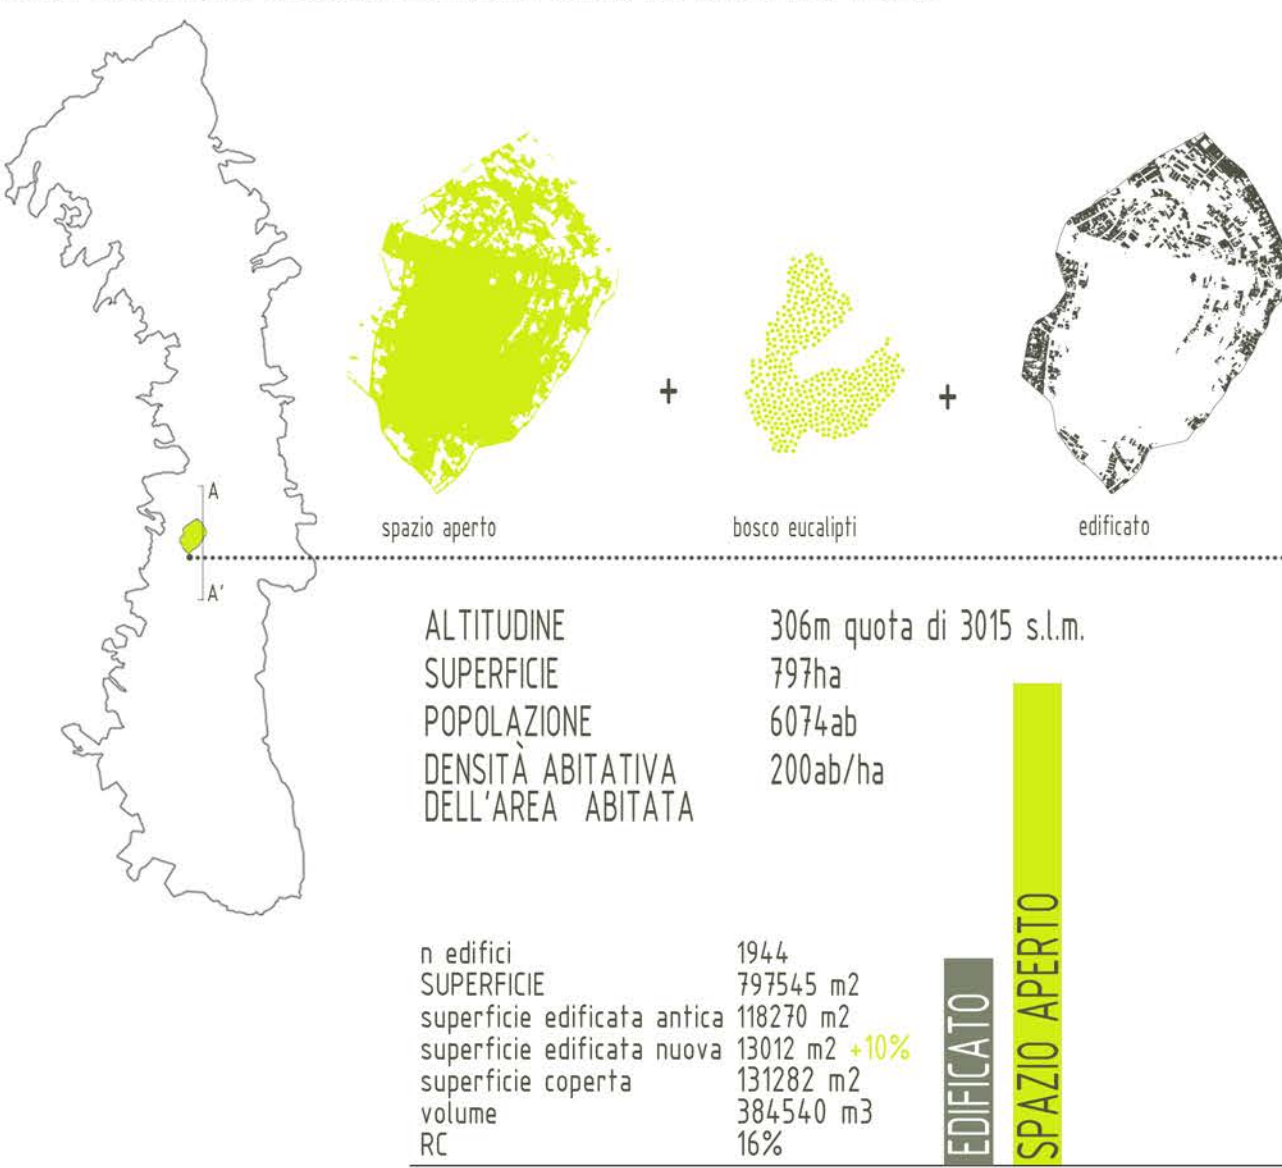 A
A'
+
+
spazio aperto
bosco eucalipti
edificato
ALTITUDINE 306m quota di 3015 s.l.m.
SUPERFICIE 797ha
POPOLAZIONE 6074ab
DENSITÀ ABITATIVA 200ab/ha
DELL'AREA ABITATA
n edifici 1944
SUPERFICIE 797545 m2
superficie edificata antica 118270 m2
superficie edificata nuova 13012 m2 +10%
superficie coperta 131282 m2
volume 384540 m3
RC 16%
EDIFICATO
SPAZIO APERTO